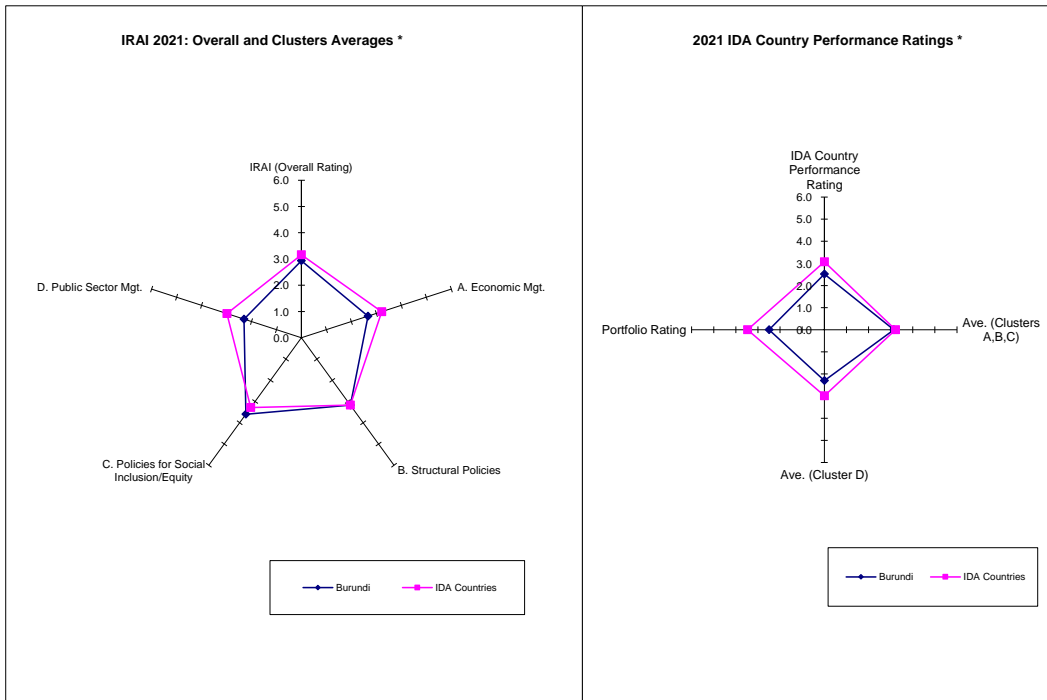 IRAI 2021: Overall and Clusters Averages *
IRAI (Overall Rating)
6.0
5.0
4.0
3.0
2.0
1.0
0.0
D. Public Sector Mgt.
A. Economic Mgt.
C. Policies for Social
Inclusion/Equity
B. Structural Policies
Burundi
IDA Countries
2021 IDA Country Performance Ratings *
IDA Country
Performance
Rating
6.0
5.0
4.0
3.0
2.0
1.0
0.0
Portfolio Rating
Ave. (Clusters
A,B,C)
Ave. (Cluster D)
Burundi
IDA Countries